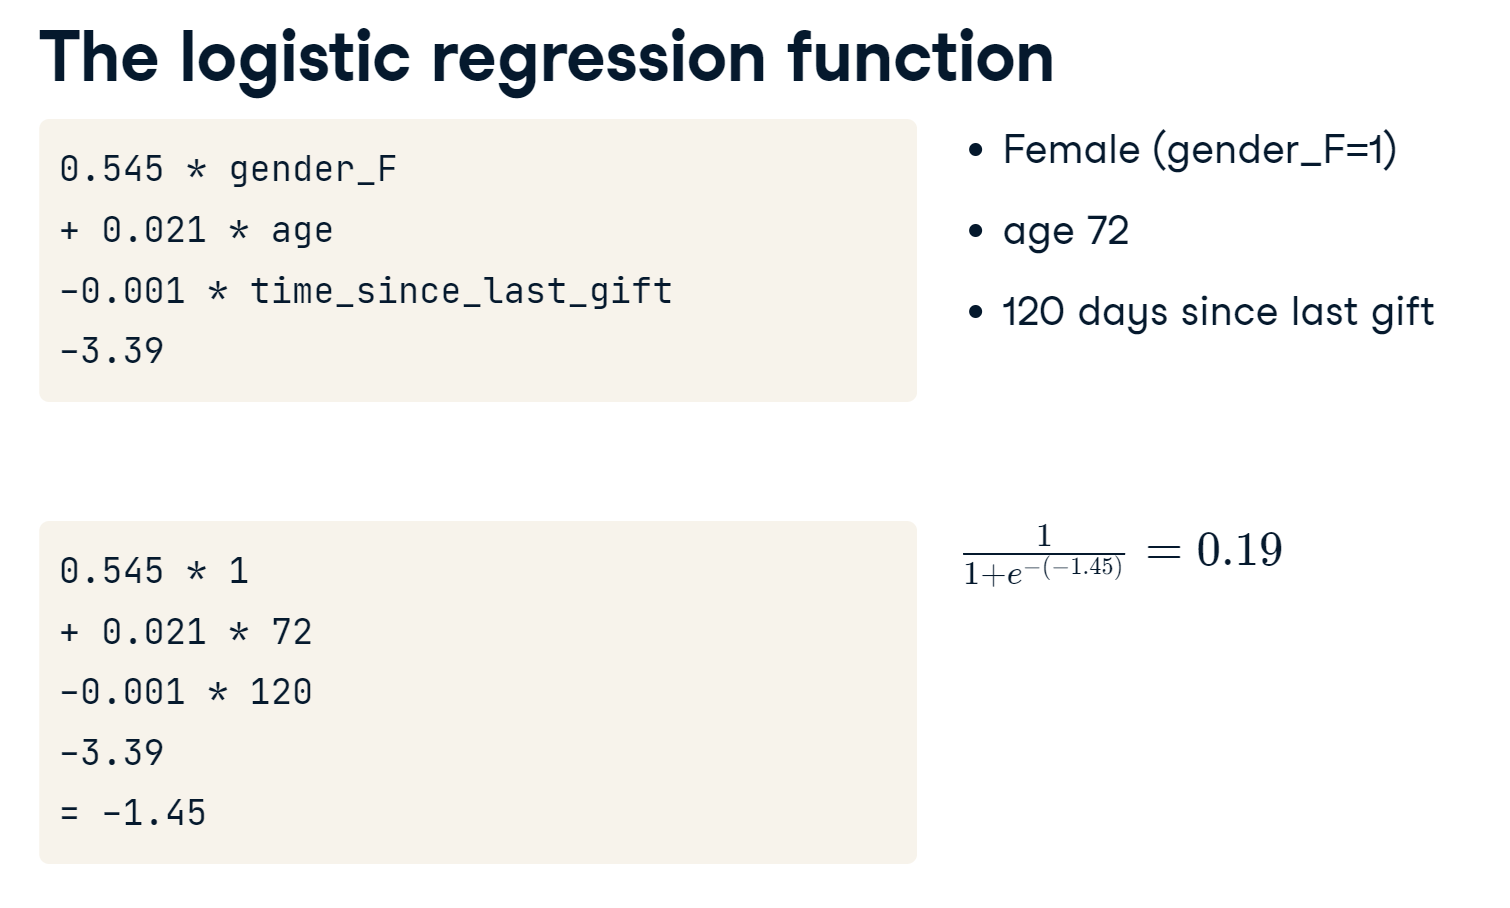 The logistic regression function
0.545 * gender_F
+ 0.021 * age
-0.001 * time_since_last_gift
-3.39
• Female (gender_F=1)
• age 72
• 120 days since last gift
0.545 * 1
+ 0.021 * 72
-0.001 * 120
-3.39
= -1.45
\frac{1}{1+e^{-(-1.45)}} = 0.19